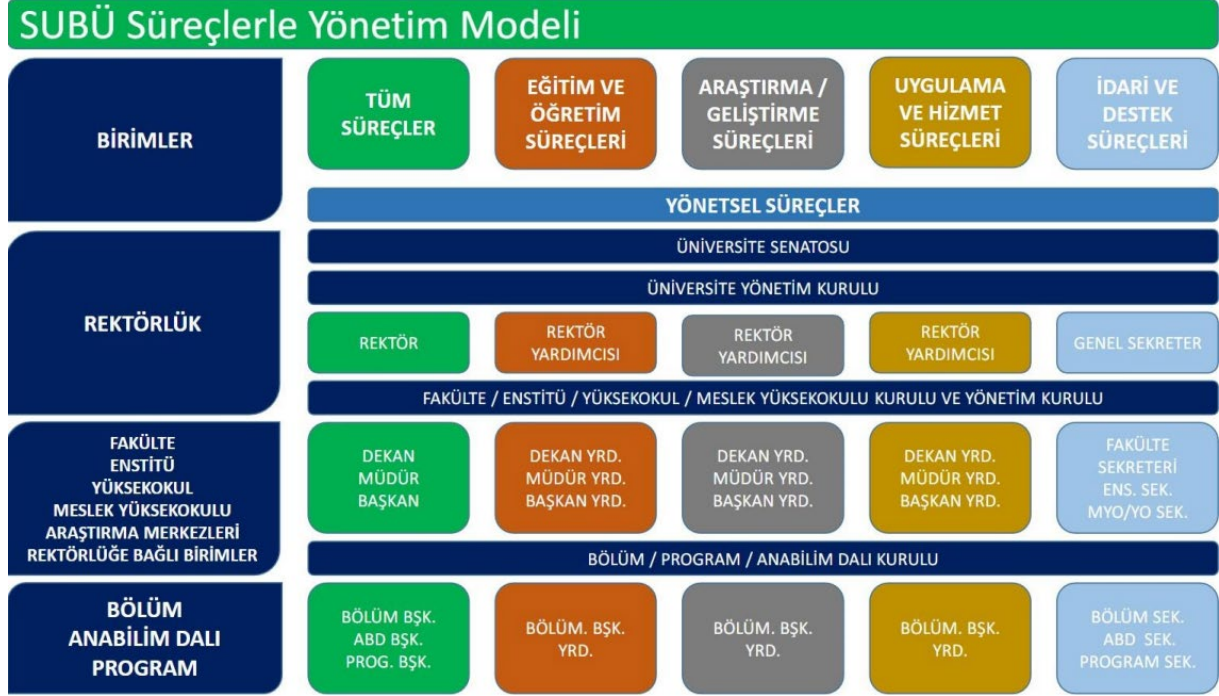 SUBÜ Süreçlerle Yönetim Modeli
BİRİMLER
TÜM
SÜREÇLER
EĞİTİM VE
ÖĞRETİM
SÜREÇLERİ
ARAŞTIRMA /
GELİŞTİRME
SÜREÇLERİ
UYGULAMA
VE HİZMET
SÜREÇLERİ
İDARİ VE
DESTEK
SÜREÇLERİ
YÖNETSEL SÜREÇLER
REKTÖRLÜK
ÜNİVERSİTE SENATOSU
ÜNİVERSİTE YÖNETİM KURULU
REKTÖR
REKTÖR
YARDIMCISI
REKTÖR
YARDIMCISI
REKTÖR
YARDIMCISI
GENEL SEKRETER
FAKÜLTE / ENSTİTÜ / YÜKSEKOKUL / MESLEK YÜKSEKOKULU KURULU VE YÖNETİM KURULU
FAKÜLTE
ENSTİTÜ
YÜKSEKOKUL
MESLEK YÜKSEKOKULU
ARAŞTIRMA MERKEZLERİ
REKTÖRLÜĞE BAĞLI BİRİMLER
DEKAN
MÜDÜR
BAŞKAN
DEKAN YRD.
MÜDÜR YRD.
BAŞKAN YRD.
DEKAN YRD.
MÜDÜR YRD.
BAŞKAN YRD.
DEKAN YRD.
MÜDÜR YRD.
BAŞKAN YRD.
FAKÜLTE
SEKRETERİ
ENS. SEK.
MYO/YO SEK.
BÖLÜM / PROGRAM / ANABİLİM DALI KURULU
BÖLÜM
ANABİLİM DALI
PROGRAM
BÖLÜM BŞK.
ABD BŞK.
PROG. BŞK.
BÖLÜM. BŞK.
YRD.
BÖLÜM. BŞK.
YRD.
BÖLÜM. BŞK.
YRD.
BÖLÜM SEK.
ABD SEK.
PROGRAM SEK.